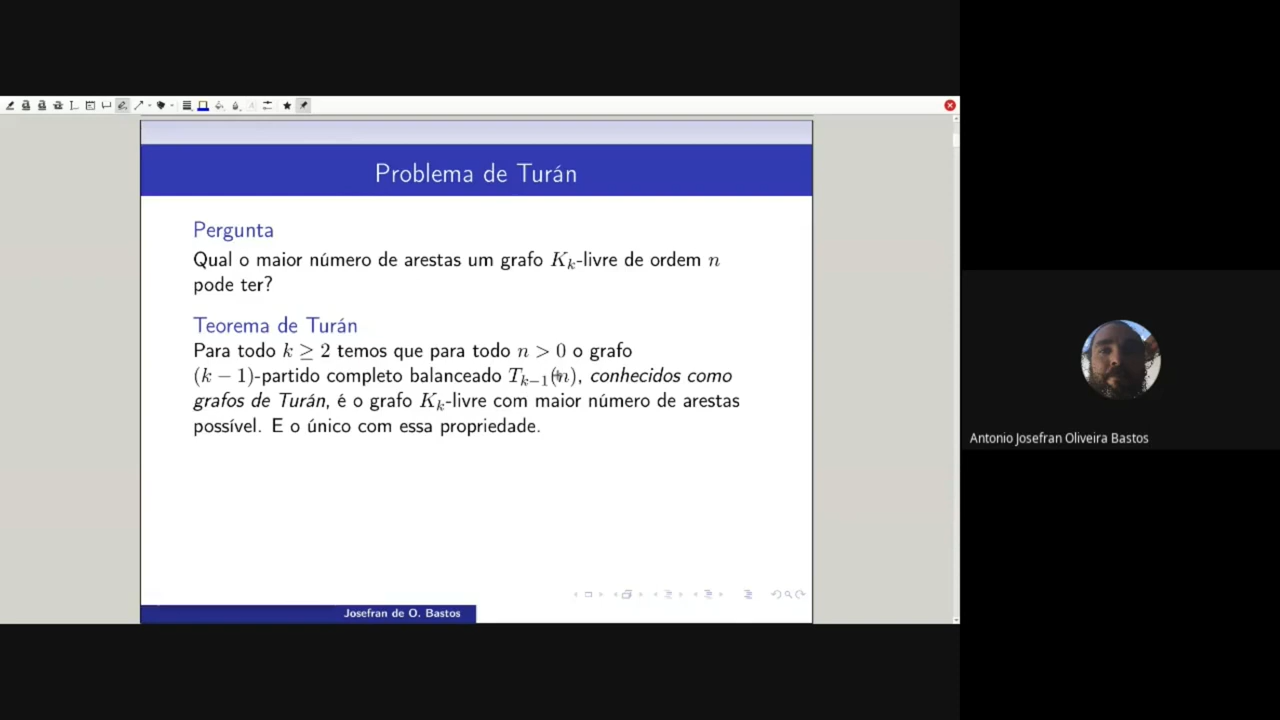 Problema de Turán
Pergunta
Qual o maior número de arestas um grafo $K_k$-livre de ordem $n$
pode ter?
Teorema de Turán
Para todo $k \geq 2$ temos que para todo $n > 0$ o grafo
$(k-1)$-partido completo balanceado $T_{k-1}(n)$, conhecidos como
grafos de Turán, é o grafo $K_k$-livre com maior número de arestas
possível. E o único com essa propriedade.
Josefran de O. Bastos
Antonio Josefran Oliveira Bastos